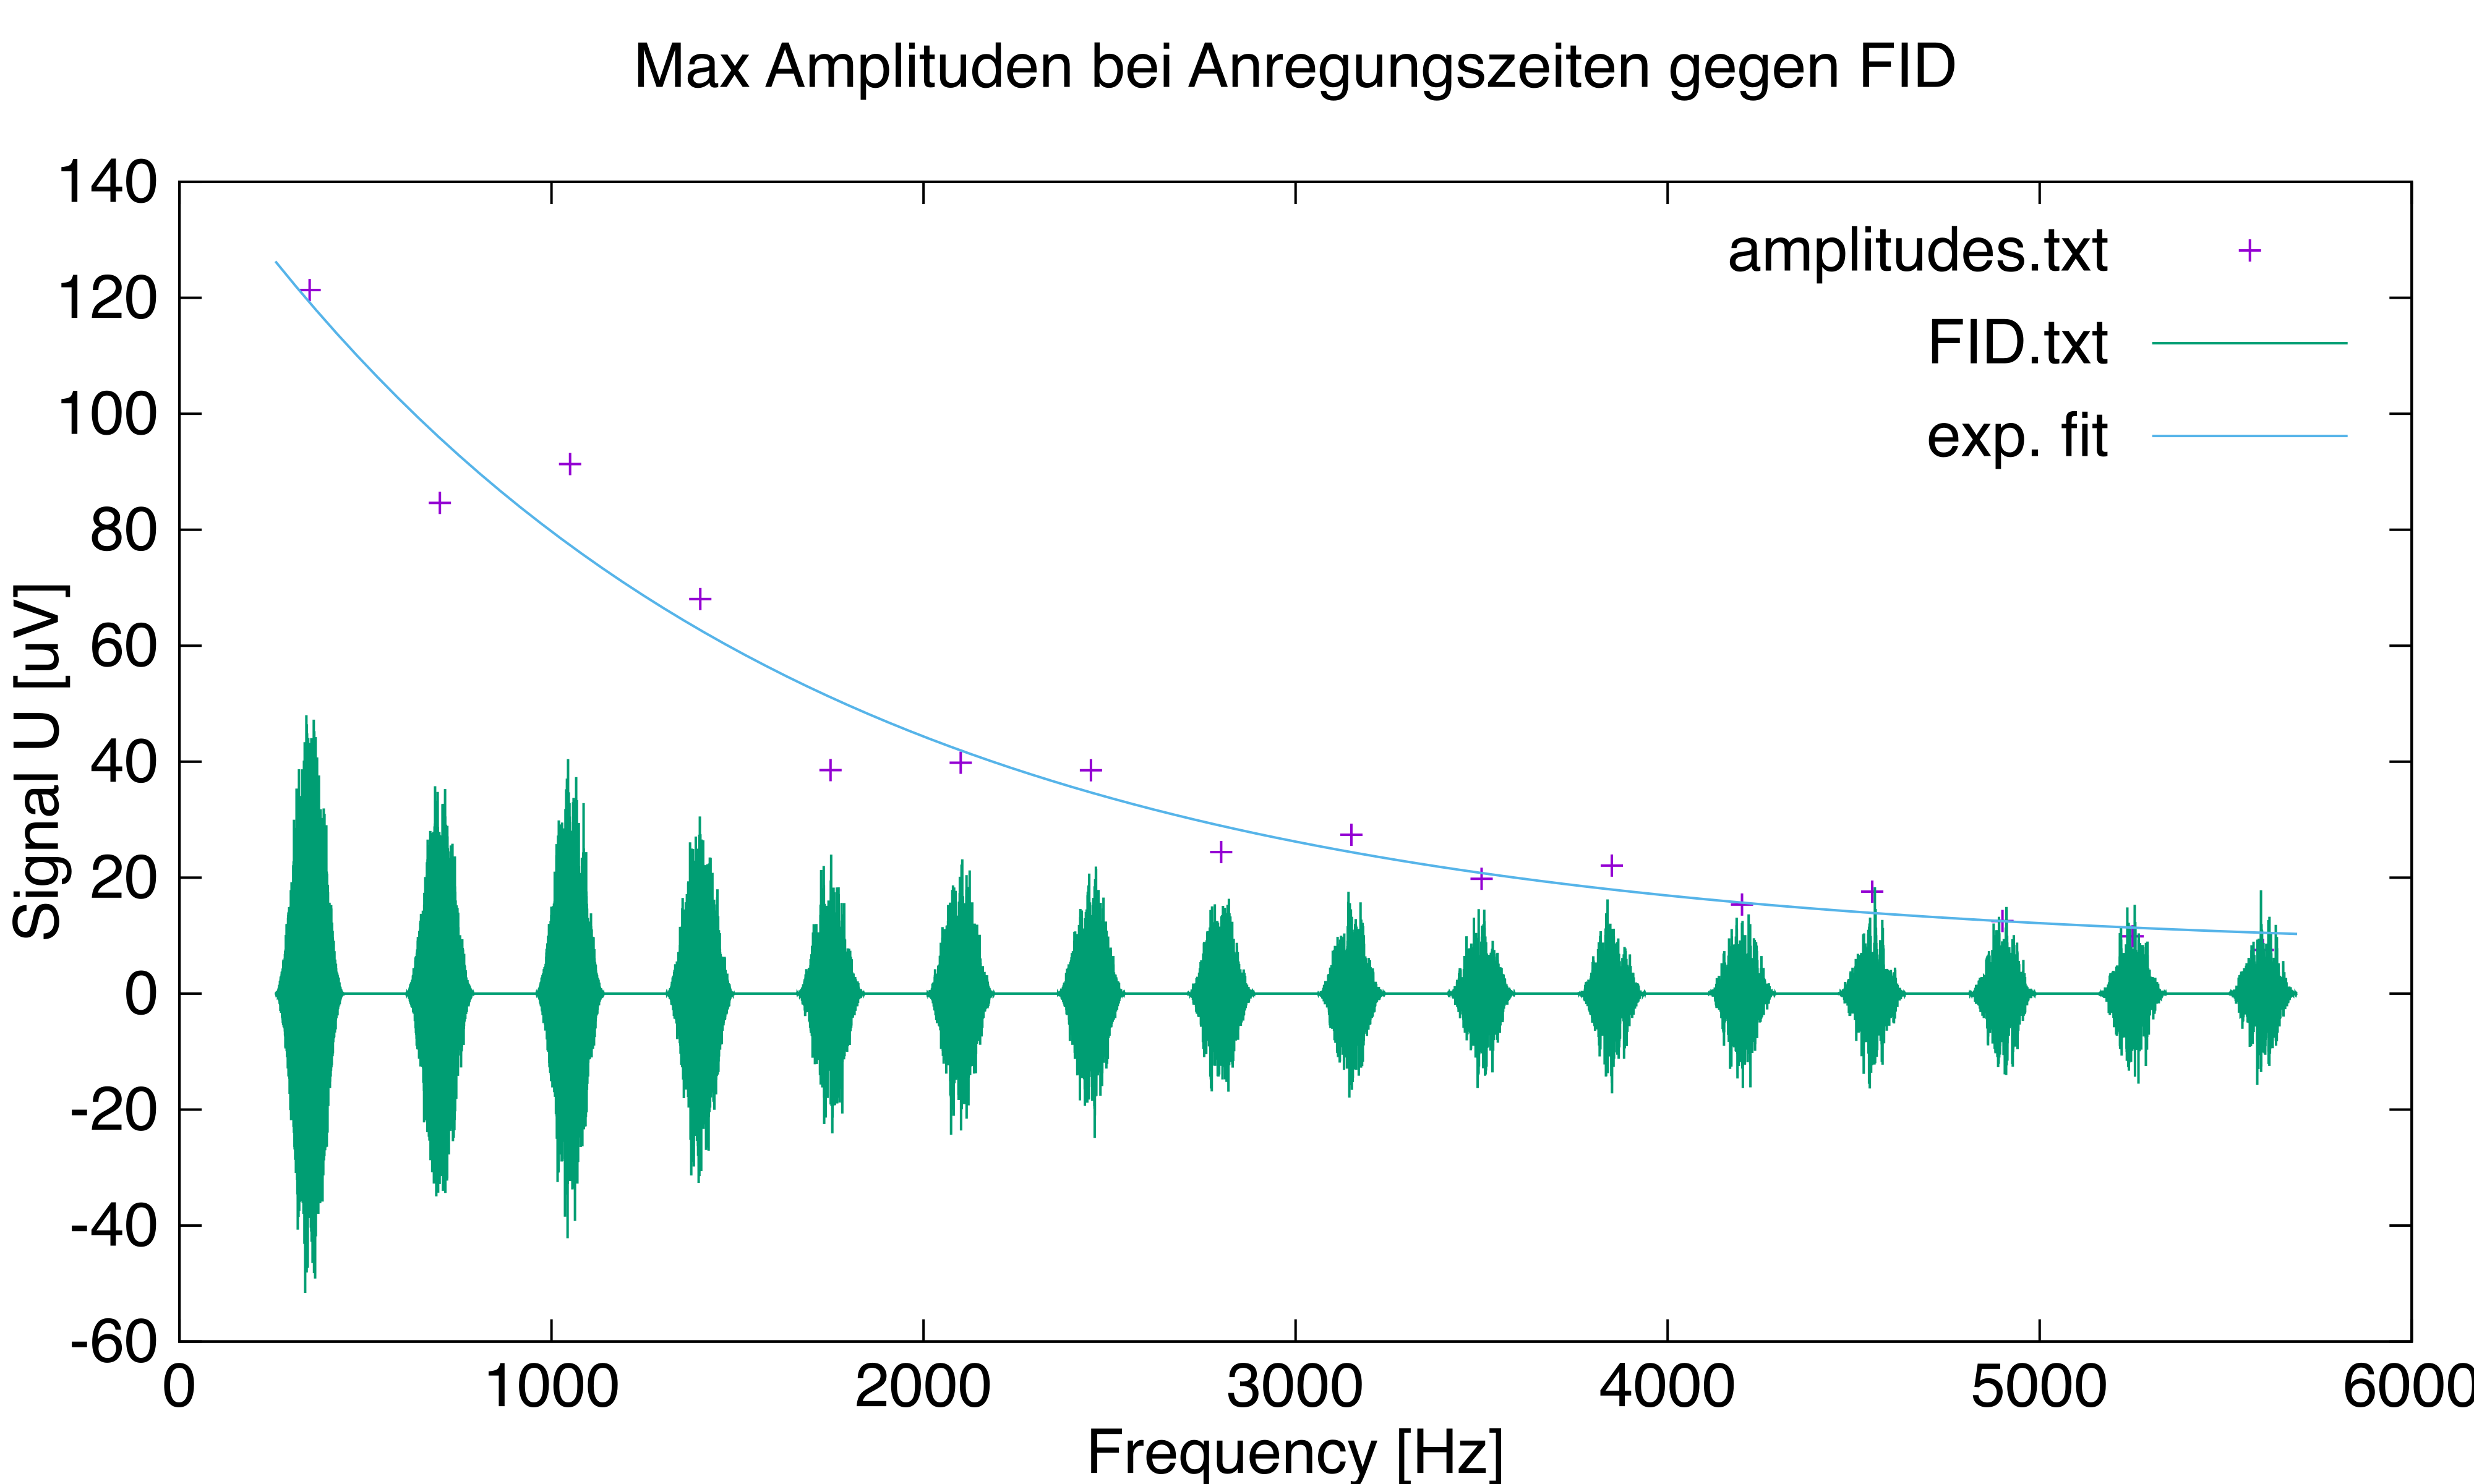 Max Amplituden bei Anregungszeiten gegen FID
140
120
100
80
60
40
20
0
-20
-40
-60
Signal U [uV]
amplitudes.txt
FID.txt
exp. fit
0 1000 2000 3000 4000 5000 6000
Frequency [Hz]